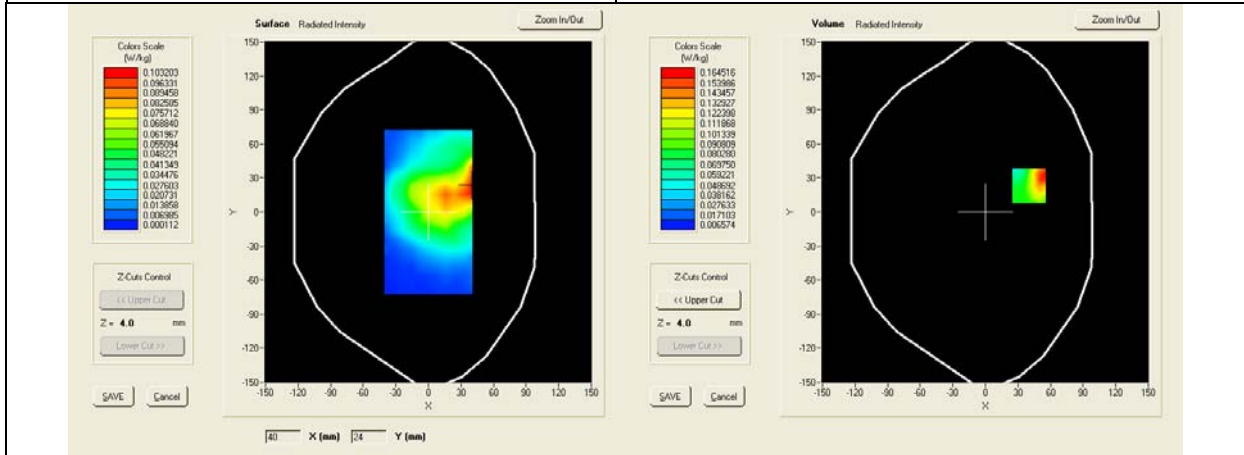 Surface Radiated Intensity
Zoom In/Out
Colors Scale
(W/kg)
0.103203
0.096331
0.089458
0.082585
0.075712
0.068840
0.061967
0.055094
0.048221
0.041349
0.034476
0.027603
0.020731
0.013858
0.006985
0.000112
Z-Cuts Control
<< Upper Cut
Z = 4.0 mm
Lower Cut >>
SAVE Cancel
150
120
90
60
30
0
-30
-60
-90
-120
-150
Y
-150 -120 -90 -60 -30 0 30 60 90 120 150
X
40 X (mm) 24 Y (mm)
Volume Radiated Intensity
Zoom In/Out
Colors Scale
(W/kg)
0.164516
0.153986
0.143457
0.132927
0.122398
0.111868
0.101339
0.090809
0.080280
0.069750
0.059221
0.048692
0.038162
0.027633
0.017103
0.006574
Z-Cuts Control
<< Upper Cut
Z = 4.0 mm
Lower Cut >>
SAVE Cancel
150
120
90
60
30
0
-30
-60
-90
-120
-150
Y
-150 -120 -90 -60 -30 0 30 60 90 120 150
X